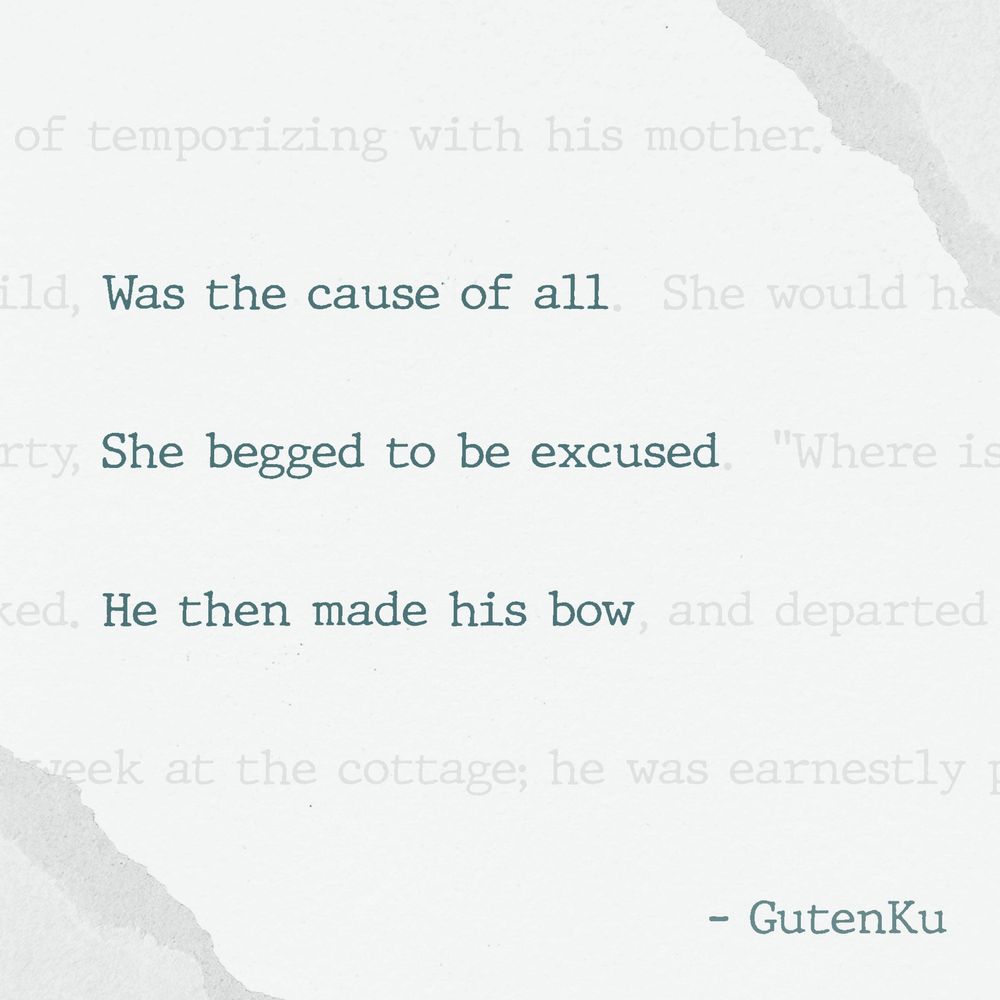 of temporizing with his mother.
ild, Was the cause of all. She would ha
rty, She begged to be excused. "Where is
ked. He then made his bow, and departed
week at the cottage; he was earnestly p
- GutenKu